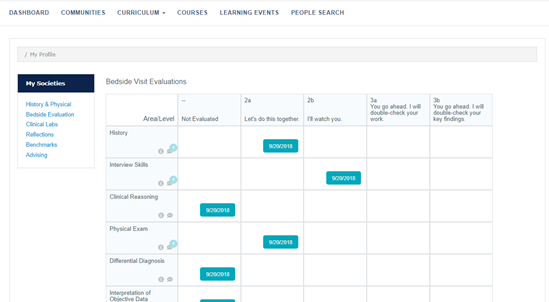 DASHBOARD COMMUNITIES CURRICULUM COURSES LEARNING EVENTS PEOPLE SEARCH
/ My Profile
My Societies
History & Physical
Bedside Evaluation
Clinical Labs
Reflections
Benchmarks
Advising
Bedside Visit Evaluations
Area/Level
--
Not Evaluated
2a
Let's do this together.
2b
I'll watch you.
3a
You go ahead. I will
double-check your
work.
3b
You go ahead. I will
double-check your
key findings.
History
9/20/2018
Interview Skills
9/20/2018
Clinical Reasoning
9/20/2018
Physical Exam
9/20/2018
Differential Diagnosis
9/20/2018
Interpretation of
Objective Data